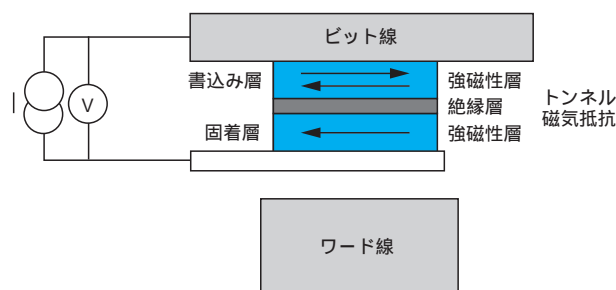 ビット線
書込み層
強磁性層
I
V
絶縁層
トンネル
磁気抵抗
固着層
強磁性層
ワード線